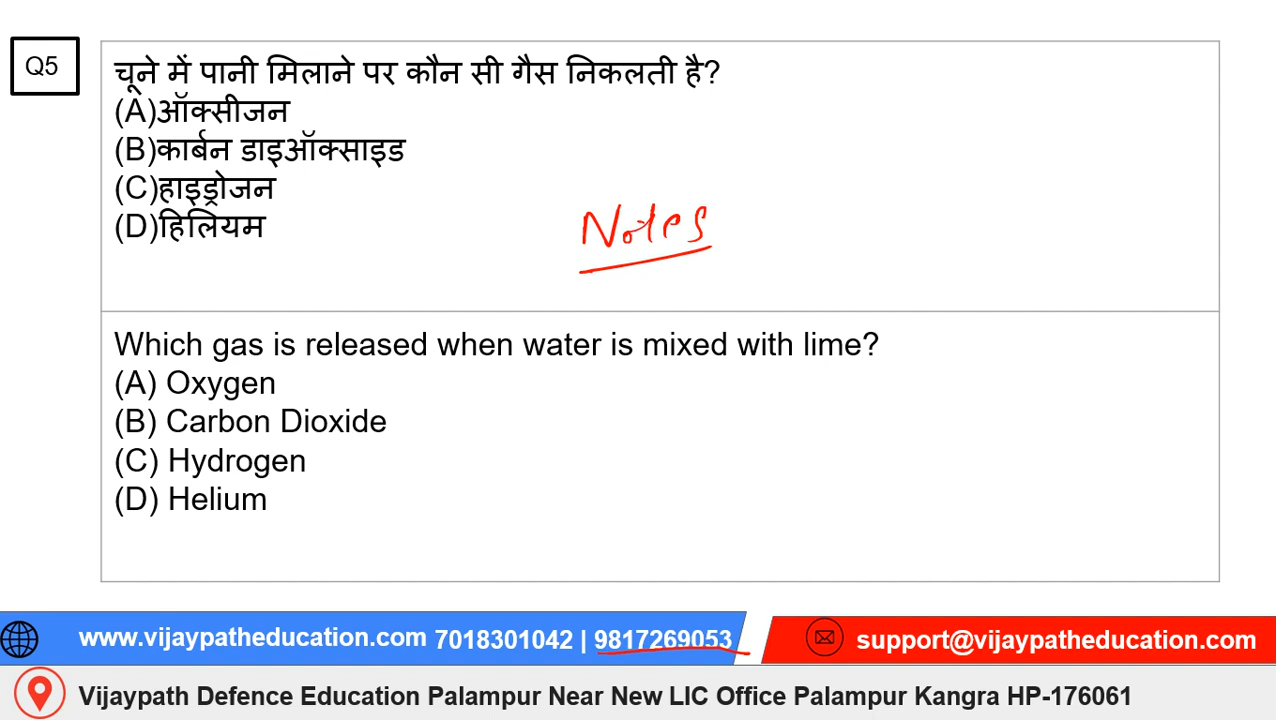 Q5
चूने में पानी मिलाने पर कौन सी गैस निकलती है?
(A)ऑक्सीजन
(B)कार्बन डाइऑक्साइड
(C)हाइड्रोजन
(D)हिलियम
Notes
Which gas is released when water is mixed with lime?
(A) Oxygen
(B) Carbon Dioxide
(C) Hydrogen
(D) Helium
www.vijaypatheducation.com 7018301042 | 9817269053
support@vijaypatheducation.com
Vijaypath Defence Education Palampur Near New LIC Office Palampur Kangra HP-176061